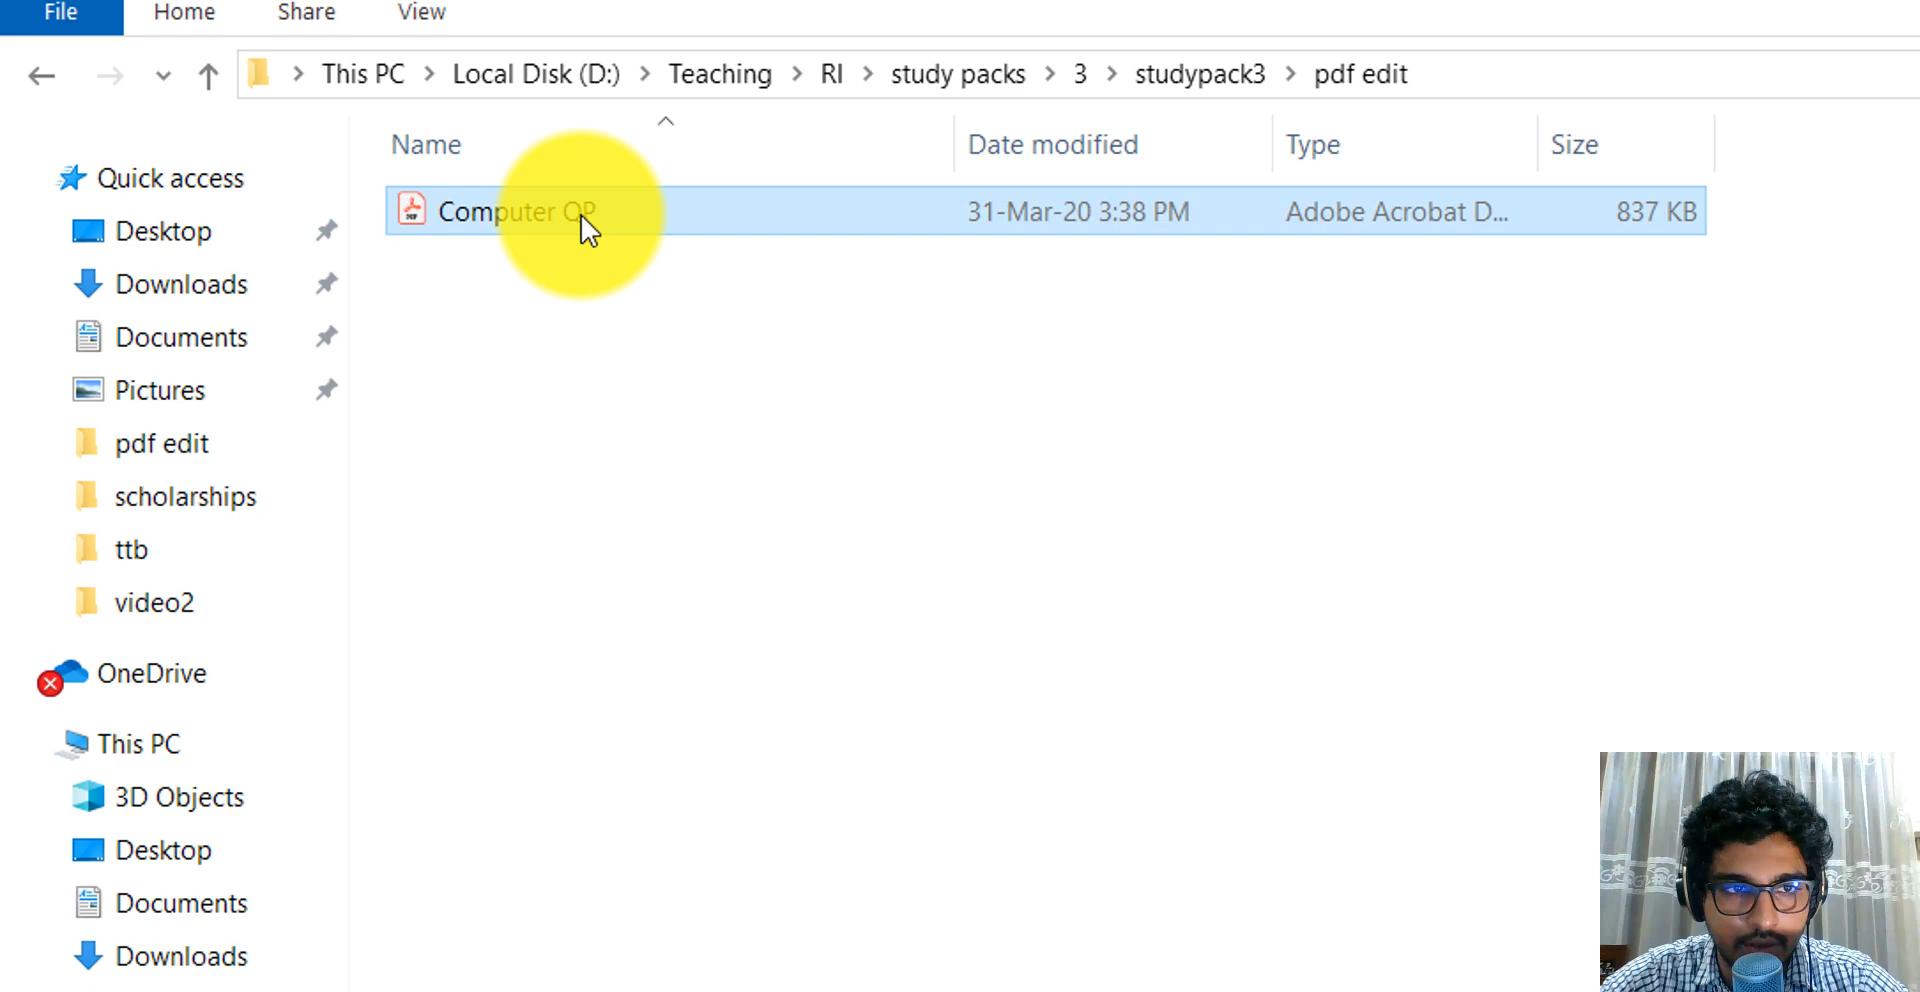 File Home Share View
This PC Local Disk (D:) Teaching RI study packs 3 studypack3 pdf edit
Name Date modified Type Size
Computer QP 31-Mar-20 3:38 PM Adobe Acrobat D... 837 KB
Quick access
Desktop
Downloads
Documents
Pictures
pdf edit
scholarships
ttb
video2
OneDrive
This PC
3D Objects
Desktop
Documents
Downloads